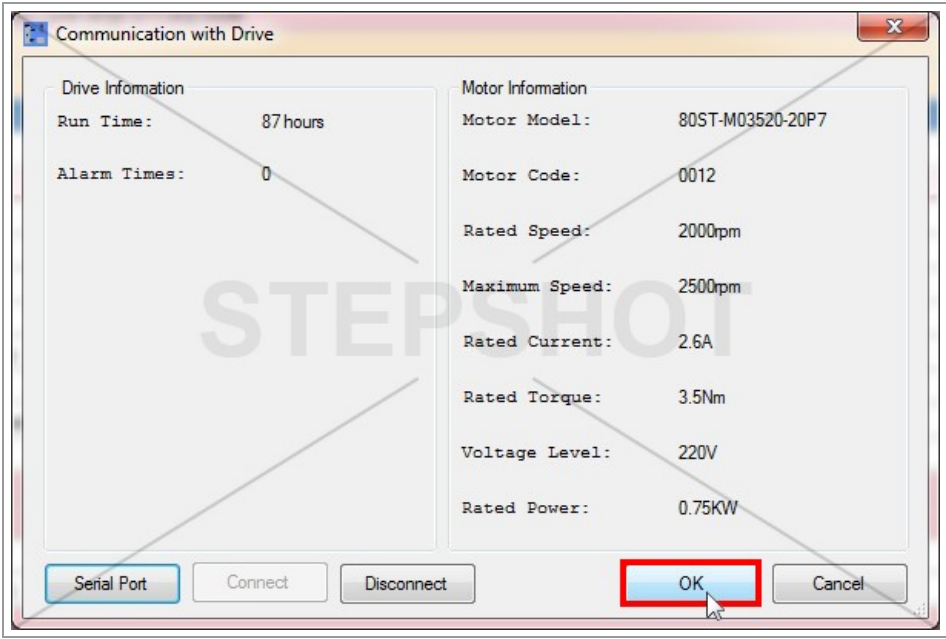 Communication with Drive
Drive Information
Run Time: 87 hours
Alarm Times: 0
Motor Information
Motor Model: 80ST-M03520-20P7
Motor Code: 0012
Rated Speed: 2000rpm
Maximum Speed: 2500rpm
Rated Current: 2.6A
Rated Torque: 3.5Nm
Voltage Level: 220V
Rated Power: 0.75KW
STEPSHOT
Serial Port
Connect
Disconnect
OK
Cancel